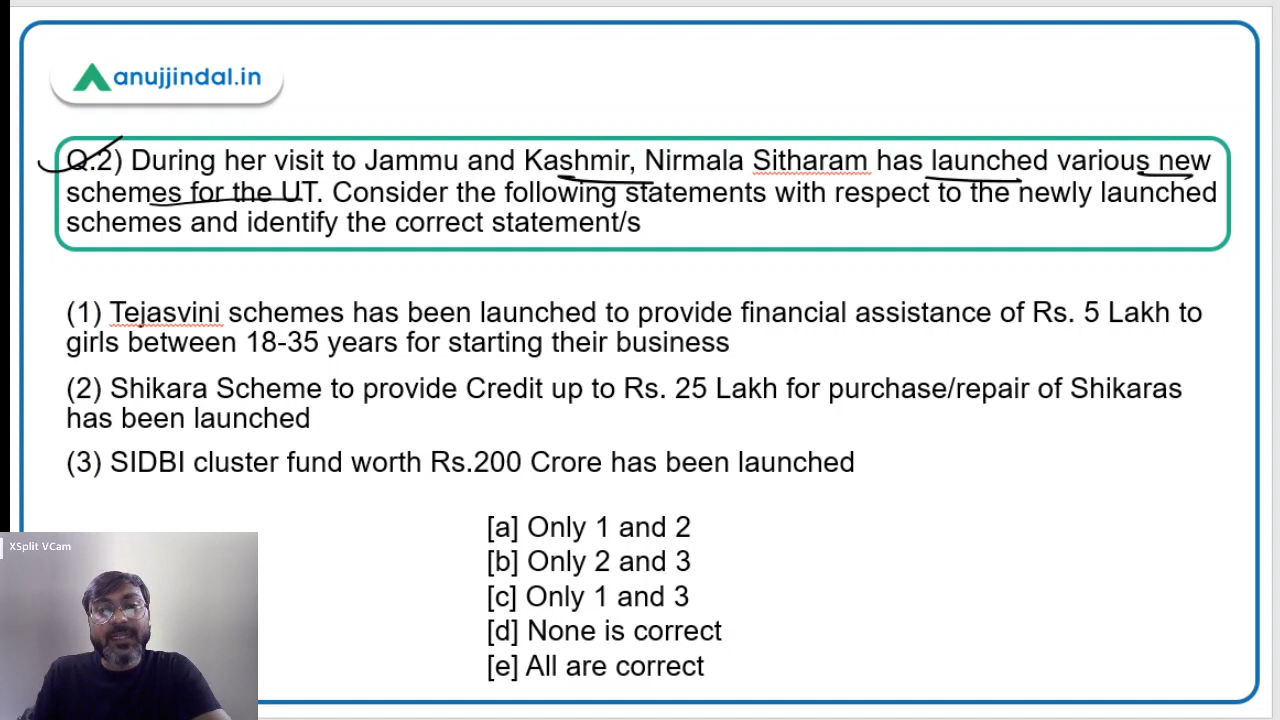 anujjindal.in
Q.2) During her visit to Jammu and Kashmir, Nirmala Sitharam has launched various new
schemes for the UT. Consider the following statements with respect to the newly launched
schemes and identify the correct statement/s
(1) Tejasvini schemes has been launched to provide financial assistance of Rs. 5 Lakh to
girls between 18-35 years for starting their business
(2) Shikara Scheme to provide Credit up to Rs. 25 Lakh for purchase/repair of Shikaras
has been launched
(3) SIDBI cluster fund worth Rs.200 Crore has been launched
[a] Only 1 and 2
[b] Only 2 and 3
[c] Only 1 and 3
[d] None is correct
[e] All are correct
XSplit VCam